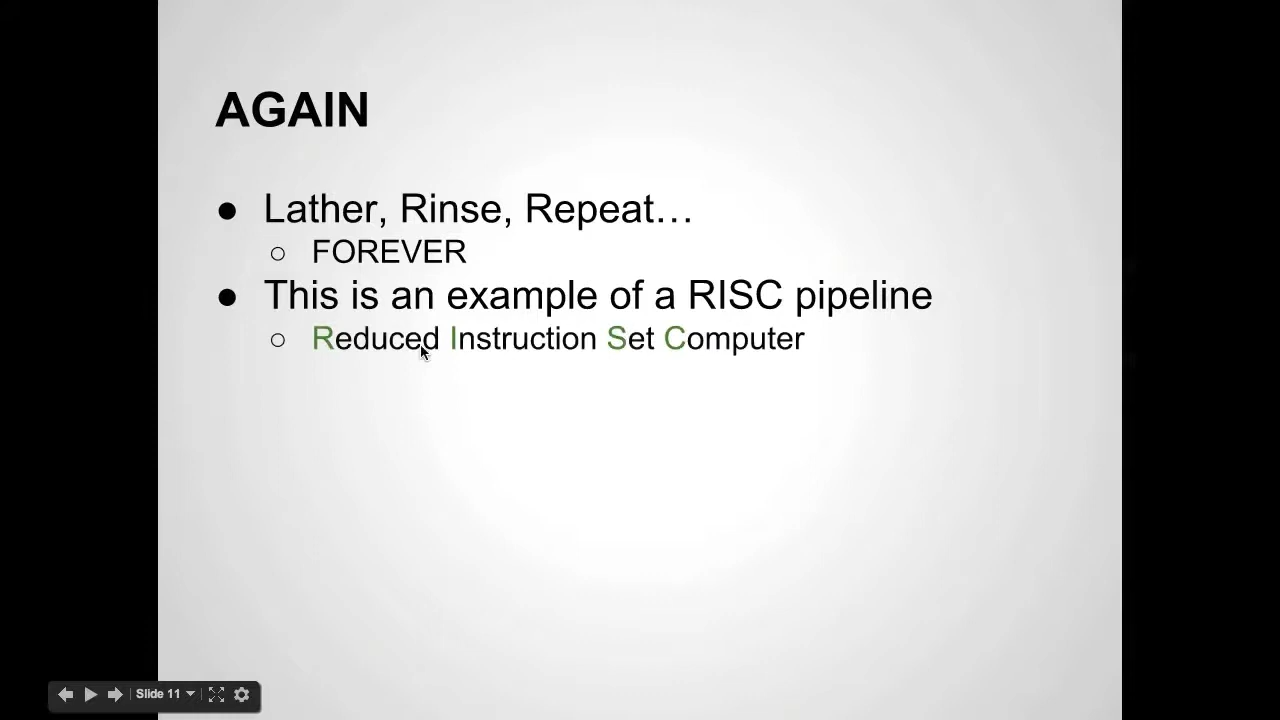 AGAIN
● Lather, Rinse, Repeat…
○ FOREVER
● This is an example of a RISC pipeline
○ Reduced Instruction Set Computer
Slide 11